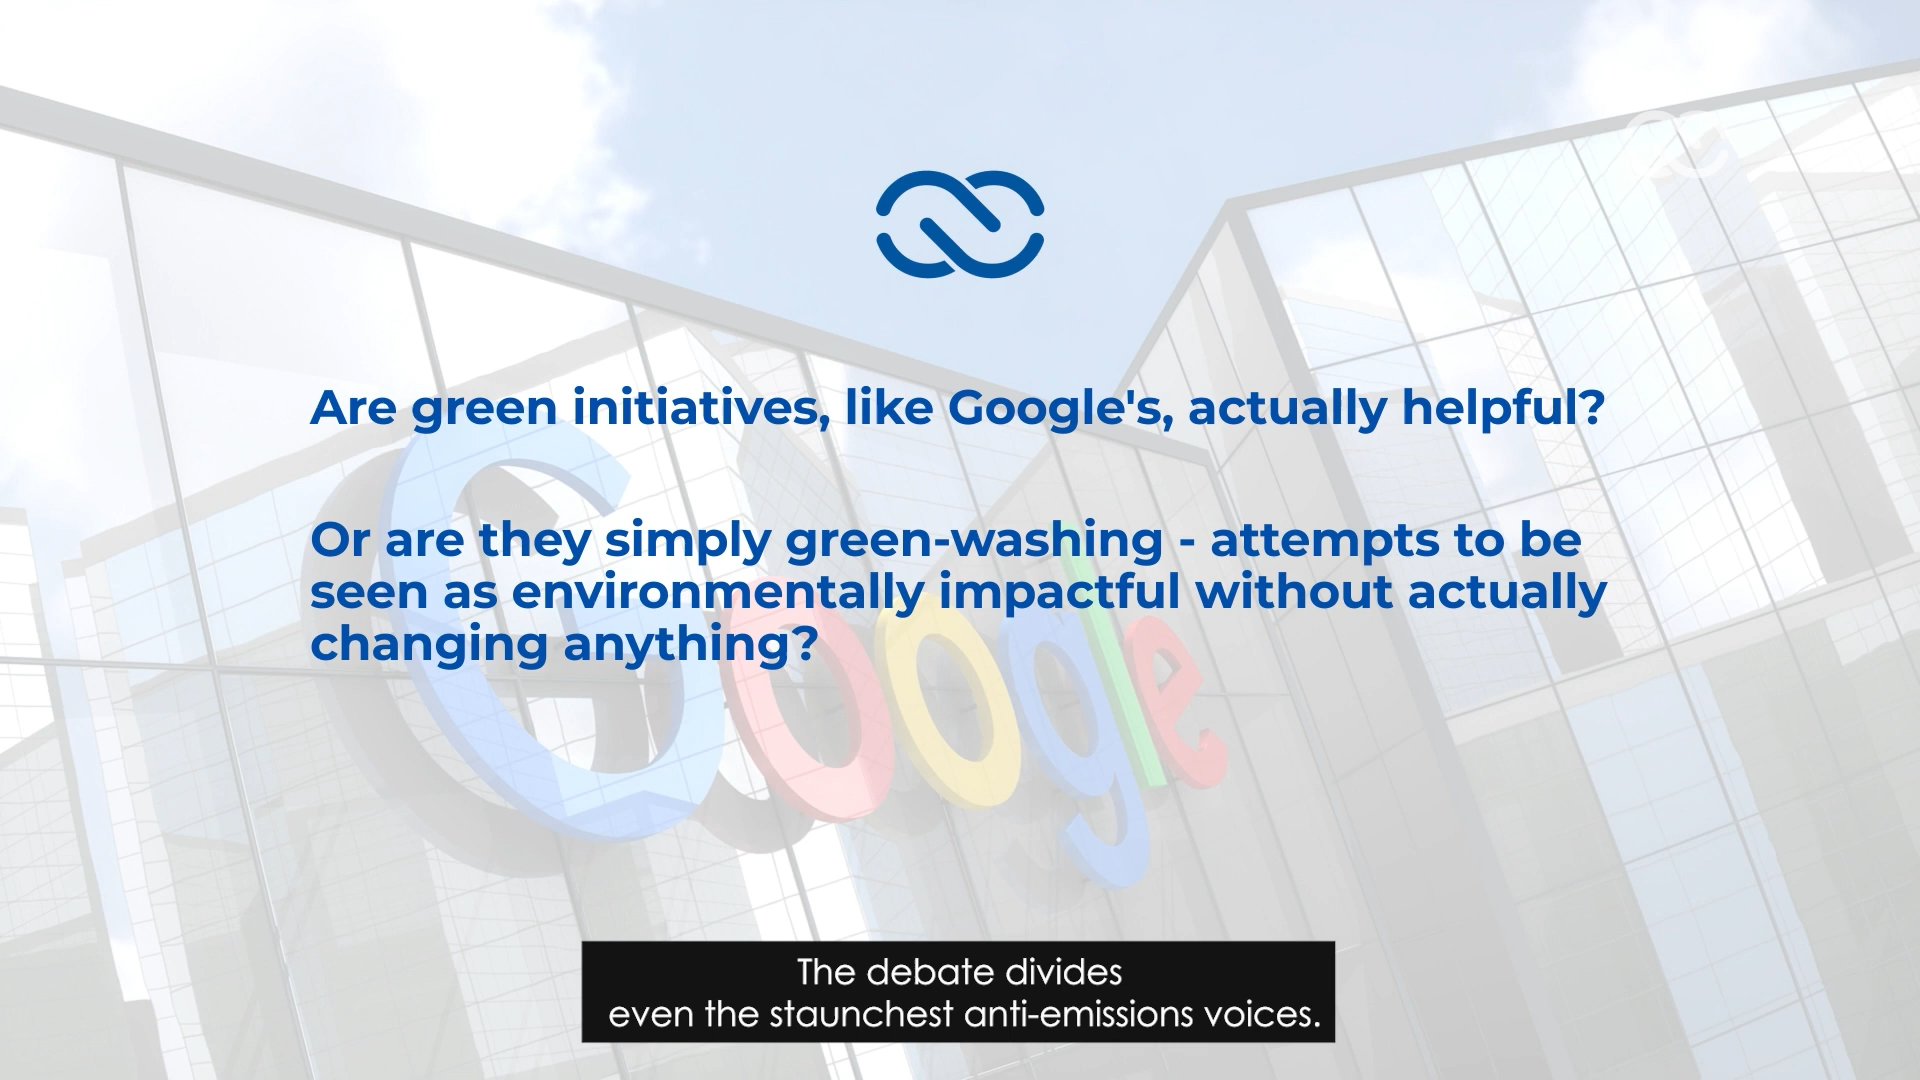 Are green initiatives, like Google's, actually helpful?
Or are they simply green-washing - attempts to be
seen as environmentally impactful without actually
changing anything?
Google
The debate divides
even the staunchest anti-emissions voices.